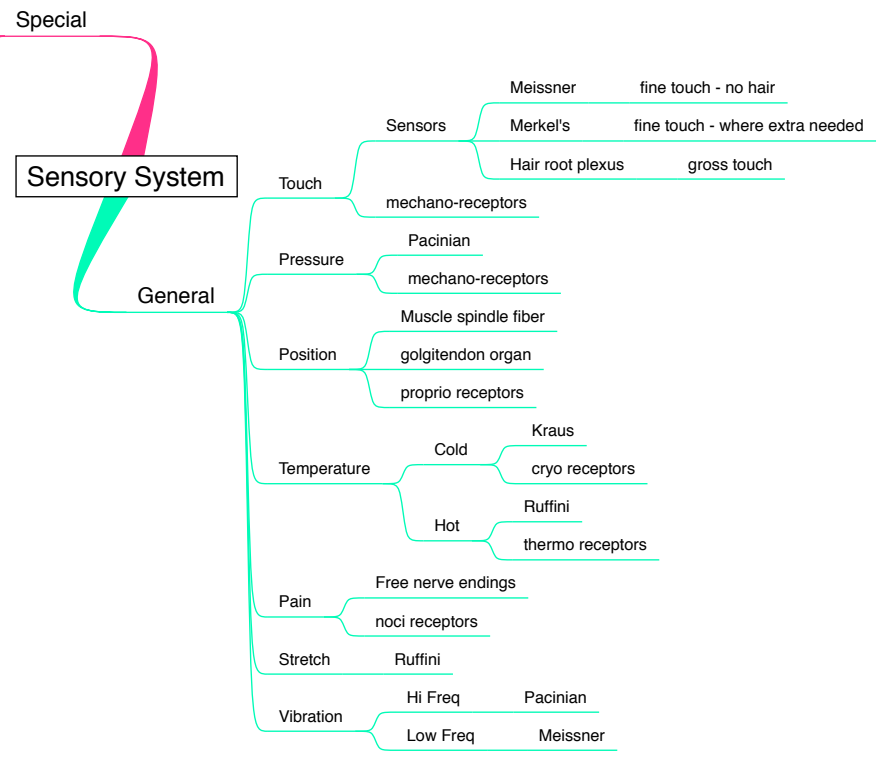 Special
Sensory System
General
Touch
Sensors
Meissner fine touch - no hair
Merkel's fine touch - where extra needed
Hair root plexus gross touch
mechano-receptors
Pressure
Pacinian
mechano-receptors
Position
Muscle spindle fiber
golgitendon organ
proprio receptors
Temperature
Cold
Kraus
cryo receptors
Hot
Ruffini
thermo receptors
Pain
Free nerve endings
noci receptors
Stretch Ruffini
Vibration
Hi Freq Pacinian
Low Freq Meissner